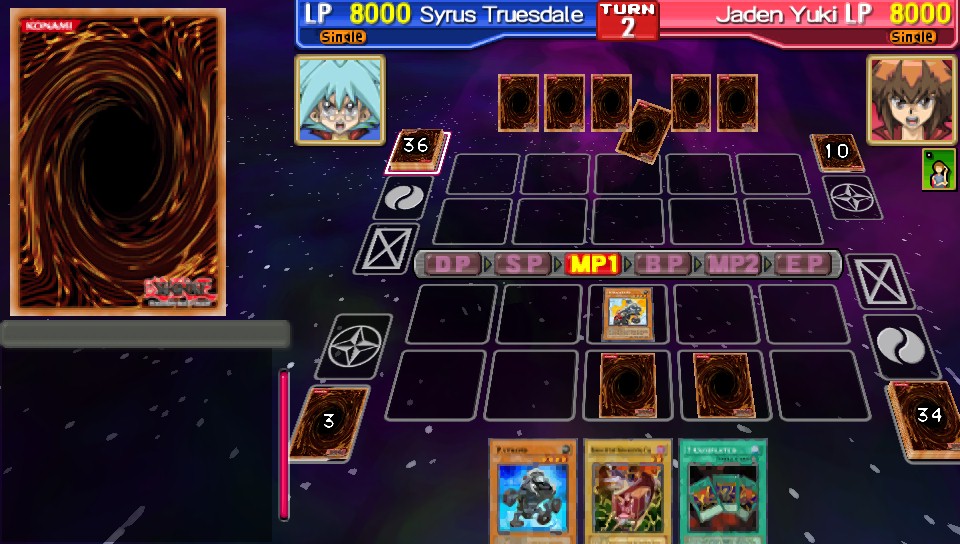 KONAMI
LP 8000 Syrus Truesdale
Single
TURN
2
Jaden Yuki LP 8000
Single
36
10
DP SP MP1 BP MP2 EP
3
34